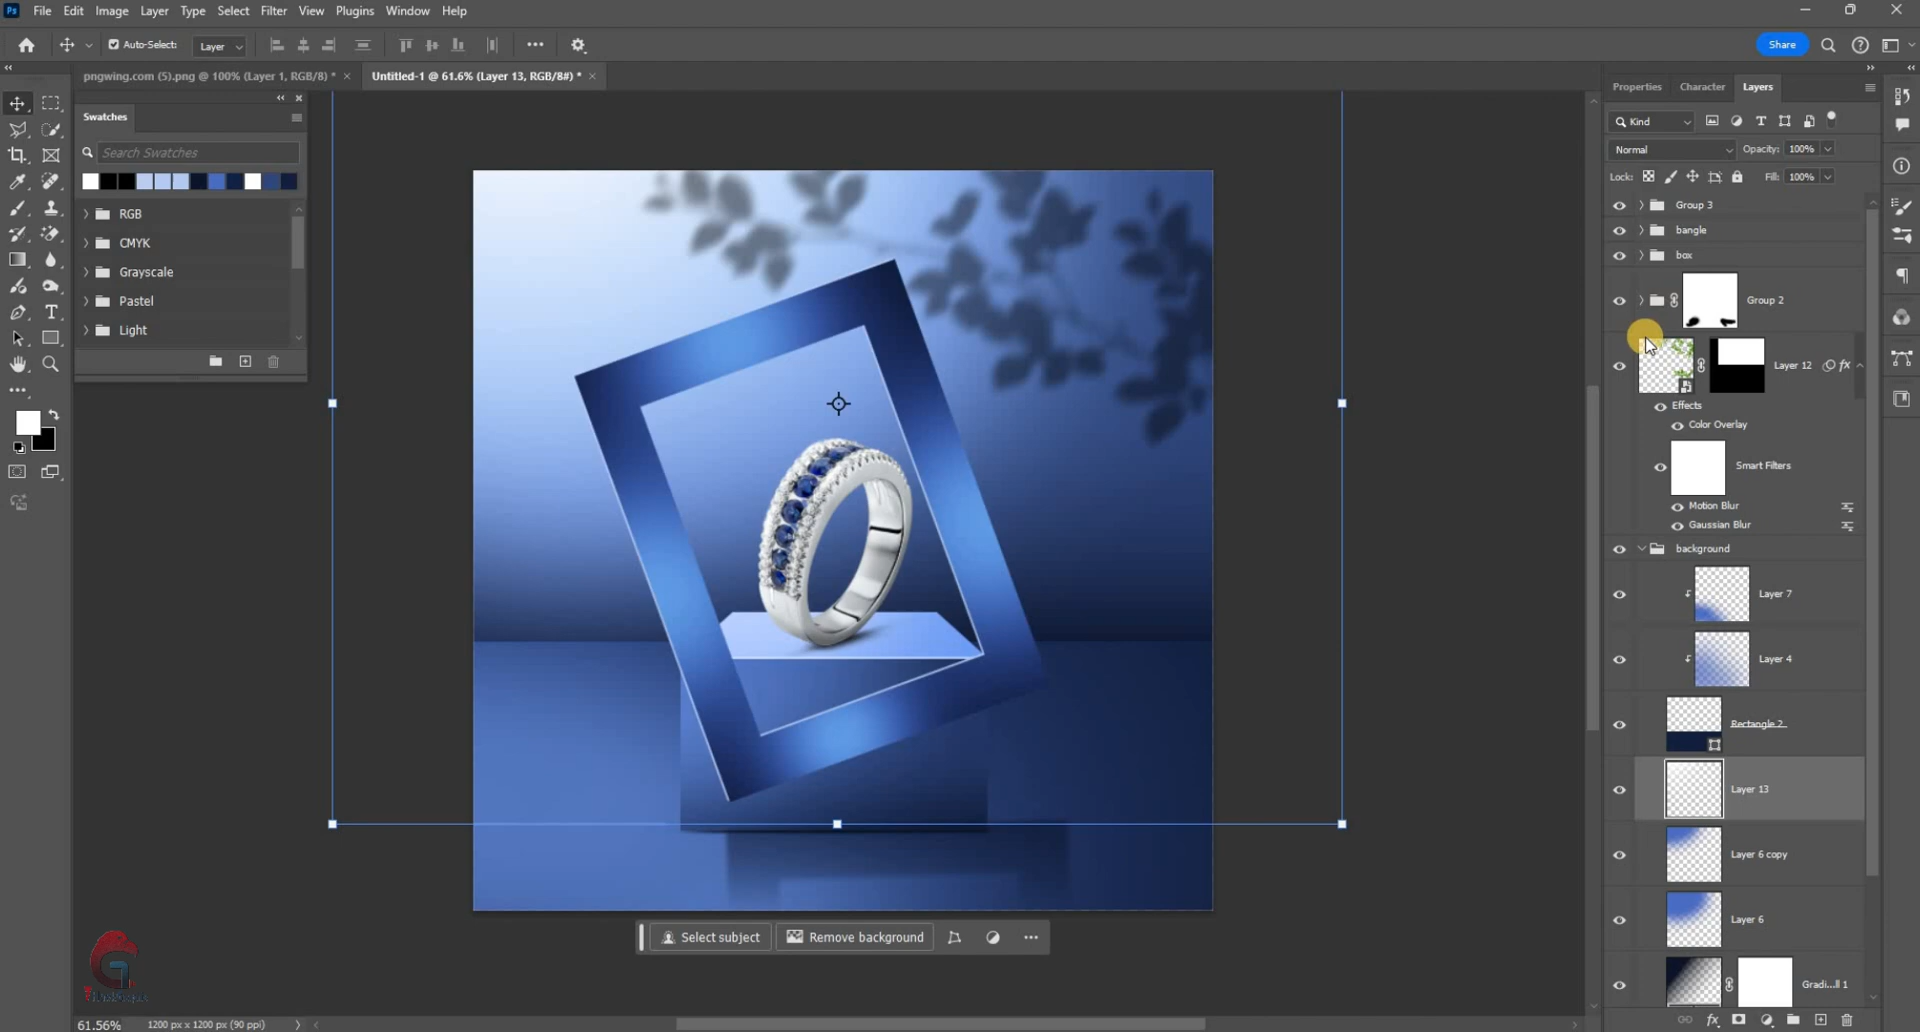 Ps File Edit Image Layer Type Select Filter View Plugins Window Help
Auto-Select: Layer Share
pngwing.com (5).png @ 100% (Layer 1, RGB/8) * × Untitled-1 @ 61.6% (Layer 13, RGB/8#) * ×
Swatches
Search Swatches
RGB
CMYK
Grayscale
Pastel
Light
Select subject Remove background
61.56% 1200 px x 1200 px (90 ppi)
Properties Character Layers
Kind
Normal Opacity: 100%
Lock: Fill: 100%
Group 3
bangle
box
Group 2
Layer 12 fx
Effects
Color Overlay
Smart Filters
Motion Blur
Gaussian Blur
background
Layer 7
Layer 4
Rectangle 2
Layer 13
Layer 6 copy
Layer 6
Gradi...ll 1
fx